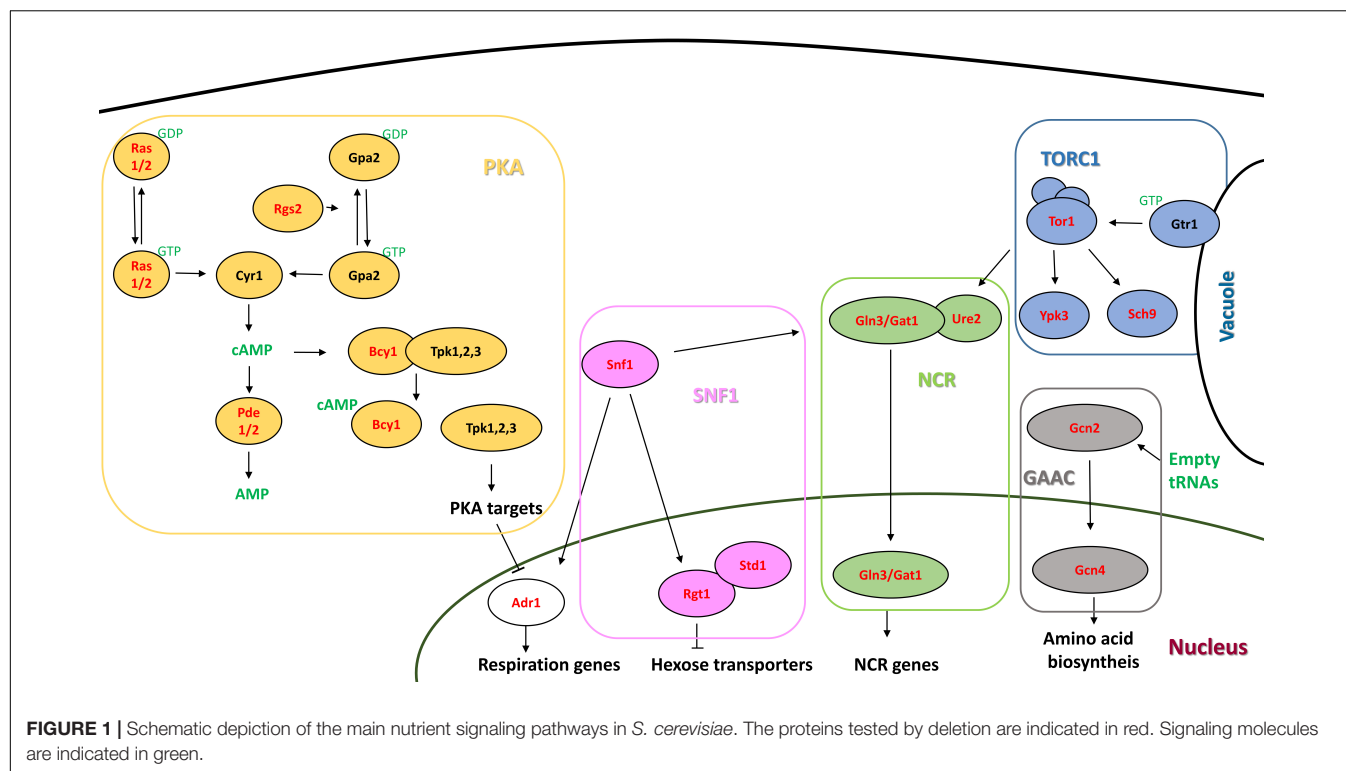 GDP
Ras
1/2
GDP
Gpa2
PKA
Rgs2
GTP
Ras
1/2
Cyr1
GTP
Gpa2
cAMP
Bcy1
Tpk1,2,3
Pde
1/2
cAMP
Bcy1
Tpk1,2,3
AMP
PKA targets
Adr1
Respiration genes
Snf1
SNF1
Std1
Rgt1
Hexose transporters
Gln3/Gat1
Ure2
NCR
Gln3/Gat1
NCR genes
TORC1
Tor1
GTP
Gtr1
Ypk3
Sch9
Vacuole
Gcn2
GAAC
Empty
tRNAs
Gcn4
Amino acid
biosyntheis
Nucleus
FIGURE 1 | Schematic depiction of the main nutrient signaling pathways in S. cerevisiae. The proteins tested by deletion are indicated in red. Signaling molecules
are indicated in green.